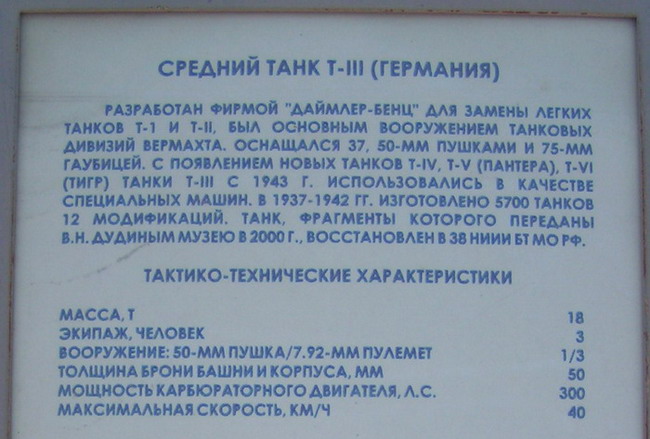 СРЕДНИЙ ТАНК Т-III (ГЕРМАНИЯ)
РАЗРАБОТАН ФИРМОЙ "ДАЙМЛЕР-БЕНЦ" ДЛЯ ЗАМЕНЫ ЛЕГКИХ
ТАНКОВ Т-1 И Т-II, БЫЛ ОСНОВНЫМ ВООРУЖЕНИЕМ ТАНКОВЫХ
ДИВИЗИЙ ВЕРМАХТА. ОСНАЩАЛСЯ 37, 50-ММ ПУШКАМИ И 75-ММ
ГАУБИЦЕЙ. С ПОЯВЛЕНИЕМ НОВЫХ ТАНКОВ Т-IV, Т-V (ПАНТЕРА), Т-VI
(ТИГР) ТАНКИ Т-III С 1943 Г. ИСПОЛЬЗОВАЛИСЬ В КАЧЕСТВЕ
СПЕЦИАЛЬНЫХ МАШИН. В 1937-1942 ГГ. ИЗГОТОВЛЕНО 5700 ТАНКОВ
12 МОДИФИКАЦИЙ. ТАНК, ФРАГМЕНТЫ КОТОРОГО ПЕРЕДАНЫ
В.Н. ДУДИНЫМ МУЗЕЮ В 2000 Г., ВОССТАНОВЛЕН В 38 НИИИ БТ МО РФ.
ТАКТИКО-ТЕХНИЧЕСКИЕ ХАРАКТЕРИСТИКИ
МАССА, Т 18
ЭКИПАЖ, ЧЕЛОВЕК 3
ВООРУЖЕНИЕ: 50-ММ ПУШКА/7.92-ММ ПУЛЕМЕТ 1/3
ТОЛЩИНА БРОНИ БАШНИ И КОРПУСА, ММ 50
МОЩНОСТЬ КАРБЮРАТОРНОГО ДВИГАТЕЛЯ, Л.С. 300
МАКСИМАЛЬНАЯ СКОРОСТЬ, КМ/Ч 40